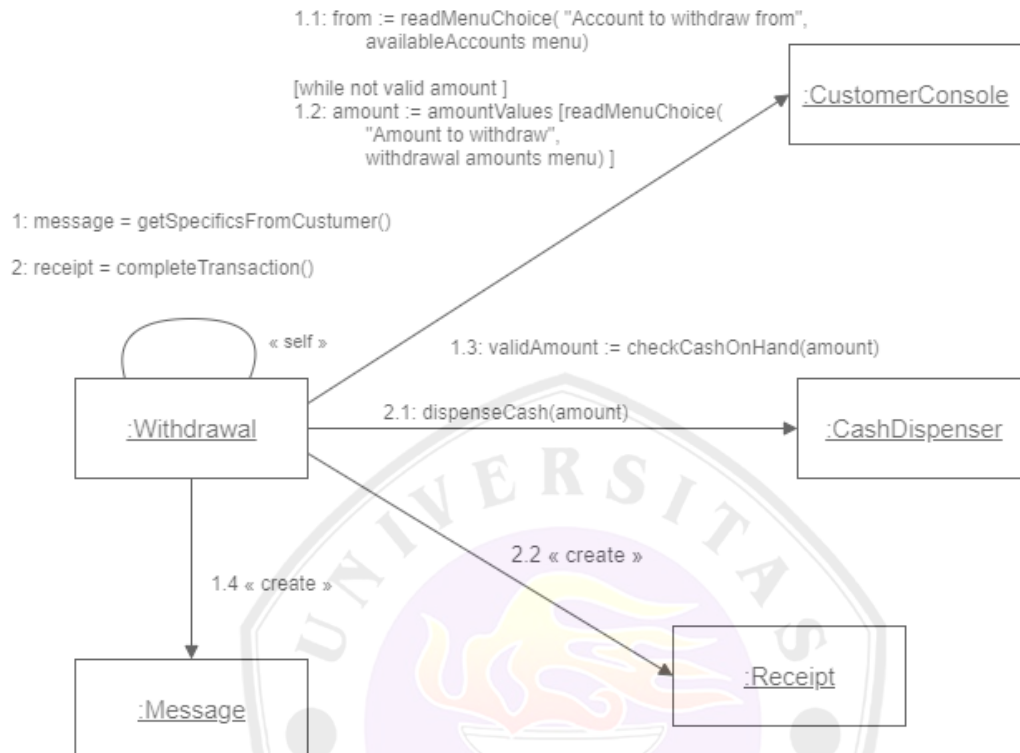 1.1: from := readMenuChoice( "Account to withdraw from",
availableAccounts menu)
[while not valid amount ]
1.2: amount := amountValues [readMenuChoice(
"Amount to withdraw",
withdrawal amounts menu) ]
:CustomerConsole
1: message = getSpecificsFromCustumer()
2: receipt = completeTransaction()
« self »
1.3: validAmount := checkCashOnHand(amount)
:Withdrawal
2.1: dispenseCash(amount)
:CashDispenser
UNIVERSITAS
2.2 « create »
1.4 « create »
:Receipt
:Message